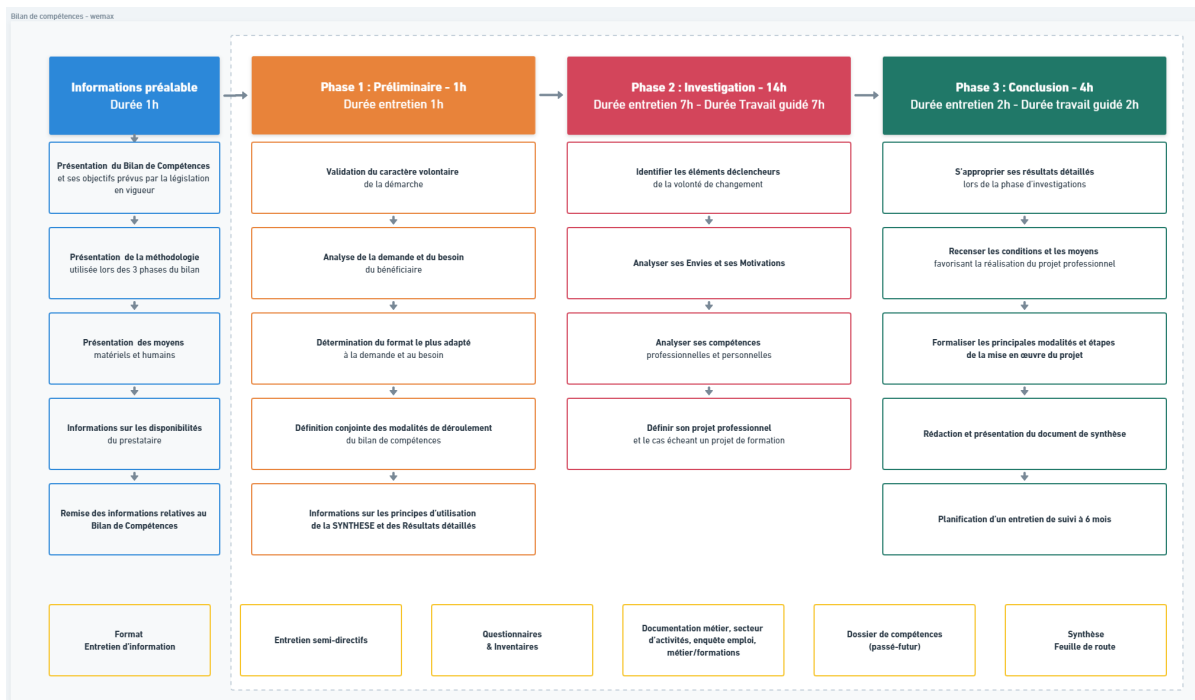 Bilan de compétences - wemax
Informations préalable
Durée 1h
Présentation du Bilan de Compétences
et ses objectifs prévus par la législation
en vigueur
Présentation de la méthodologie
utilisée lors des 3 phases du bilan
Présentation des moyens
matériels et humains
Informations sur les disponibilités
du prestataire
Remise des informations relatives au
Bilan de Compétences
Phase 1 : Préliminaire - 1h
Durée entretien 1h
Validation du caractère volontaire
de la démarche
Analyse de la demande et du besoin
du bénéficiaire
Détermination du format le plus adapté
à la demande et au besoin
Définition conjointe des modalités de déroulement
du bilan de compétences
Informations sur les principes d'utilisation
de la SYNTHESE et des Résultats détaillés
Phase 2 : Investigation - 14h
Durée entretien 7h - Durée Travail guidé 7h
Identifier les éléments déclencheurs
de la volonté de changement
Analyser ses Envies et ses Motivations
Analyser ses compétences
professionnelles et personnelles
Définir son projet professionnel
et le cas écheant un projet de formation
Phase 3 : Conclusion - 4h
Durée entretien 2h - Durée travail guidé 2h
S'approprier ses résultats détaillés
lors de la phase d'investigations
Recenser les conditions et les moyens
favorisant la réalisation du projet professionnel
Formaliser les principales modalités et étapes
de la mise en œuvre du projet
Rédaction et présentation du document de synthèse
Planification d'un entretien de suivi à 6 mois
Format
Entretien d'information
Entretien semi-directifs
Questionnaires
& Inventaires
Documentation métier, secteur
d'activités, enquête emploi,
métier/formations
Dossier de compétences
(passé-futur)
Synthèse
Feuille de route